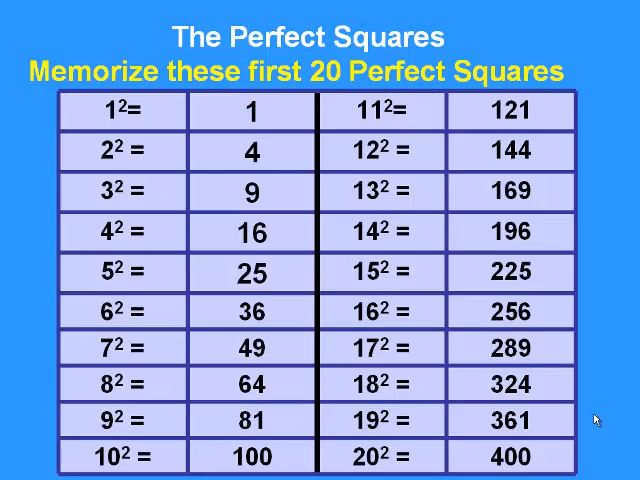 The Perfect Squares
Memorize these first 20 Perfect Squares
1²= 1 11²= 121
2² = 4 12² = 144
3² = 9 13² = 169
4² = 16 14² = 196
5² = 25 15² = 225
6² = 36 16² = 256
7² = 49 17² = 289
8² = 64 18² = 324
9² = 81 19² = 361
10² = 100 20² = 400